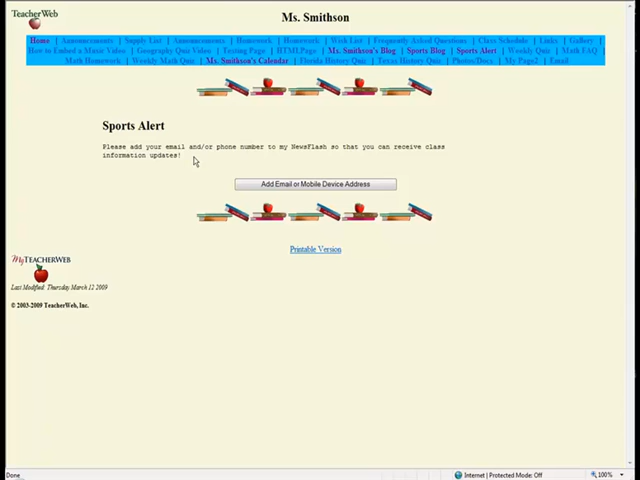 TeacherWeb
Ms. Smithson
Home | Announcements | Supply List | Announcements | Homework | Homework | Wish List | Frequently Asked Questions | Class Schedule | Links | Gallery
How to Embed a Music Video | Geography Quiz Video | Testing Page | HTMLPage | Ms. Smithson's Blog | Sports Blog | Sports Alert | Weekly Quiz | Math FAQ
Math Homework | Weekly Math Quiz | Ms. Smithson's Calendar | Florida History Quiz | Texas History Quiz | Photos/Docs | My Page2 | Email
Sports Alert
Please add your email and/or phone number to my NewsFlash so that you can receive class
information updates!
Add Email or Mobile Device Address
Printable Version
MyTEACHERWEB
Last Modified: Thursday, March 12 2009
© 2003-2009 TeacherWeb, Inc.
Done
Internet | Protected Mode: Off
100%